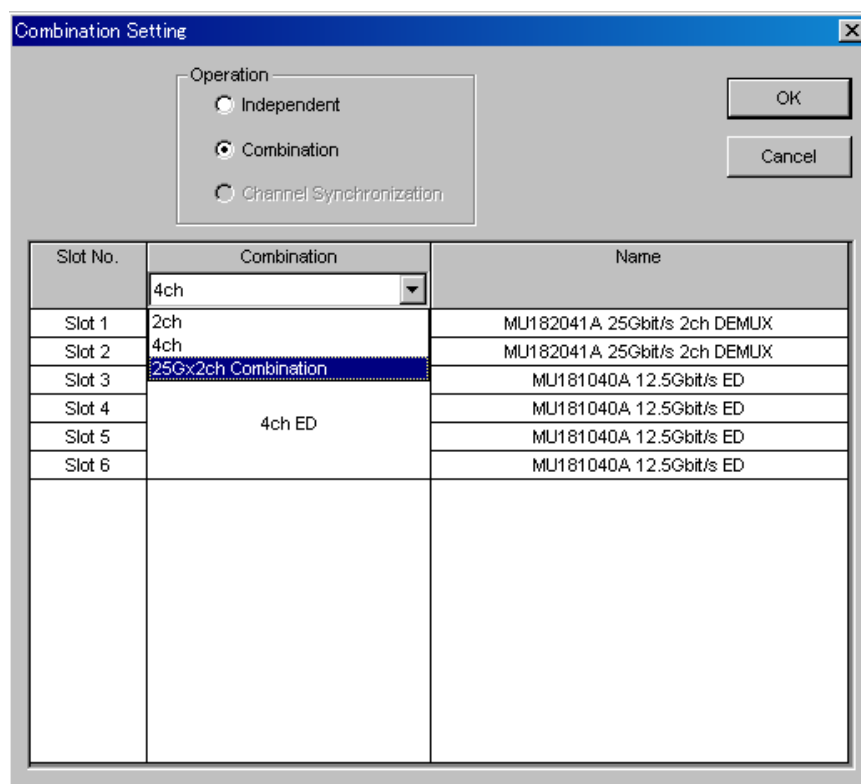 Combination Setting
Operation
Independent
Combination
Channel Synchronization
OK
Cancel
Slot No. Combination Name
4ch
2ch
4ch
25Gx2ch Combination
4ch ED
Slot 1 MU182041A 25Gbit/s 2ch DEMUX
Slot 2 MU182041A 25Gbit/s 2ch DEMUX
Slot 3 MU181040A 12.5Gbit/s ED
Slot 4 MU181040A 12.5Gbit/s ED
Slot 5 MU181040A 12.5Gbit/s ED
Slot 6 MU181040A 12.5Gbit/s ED